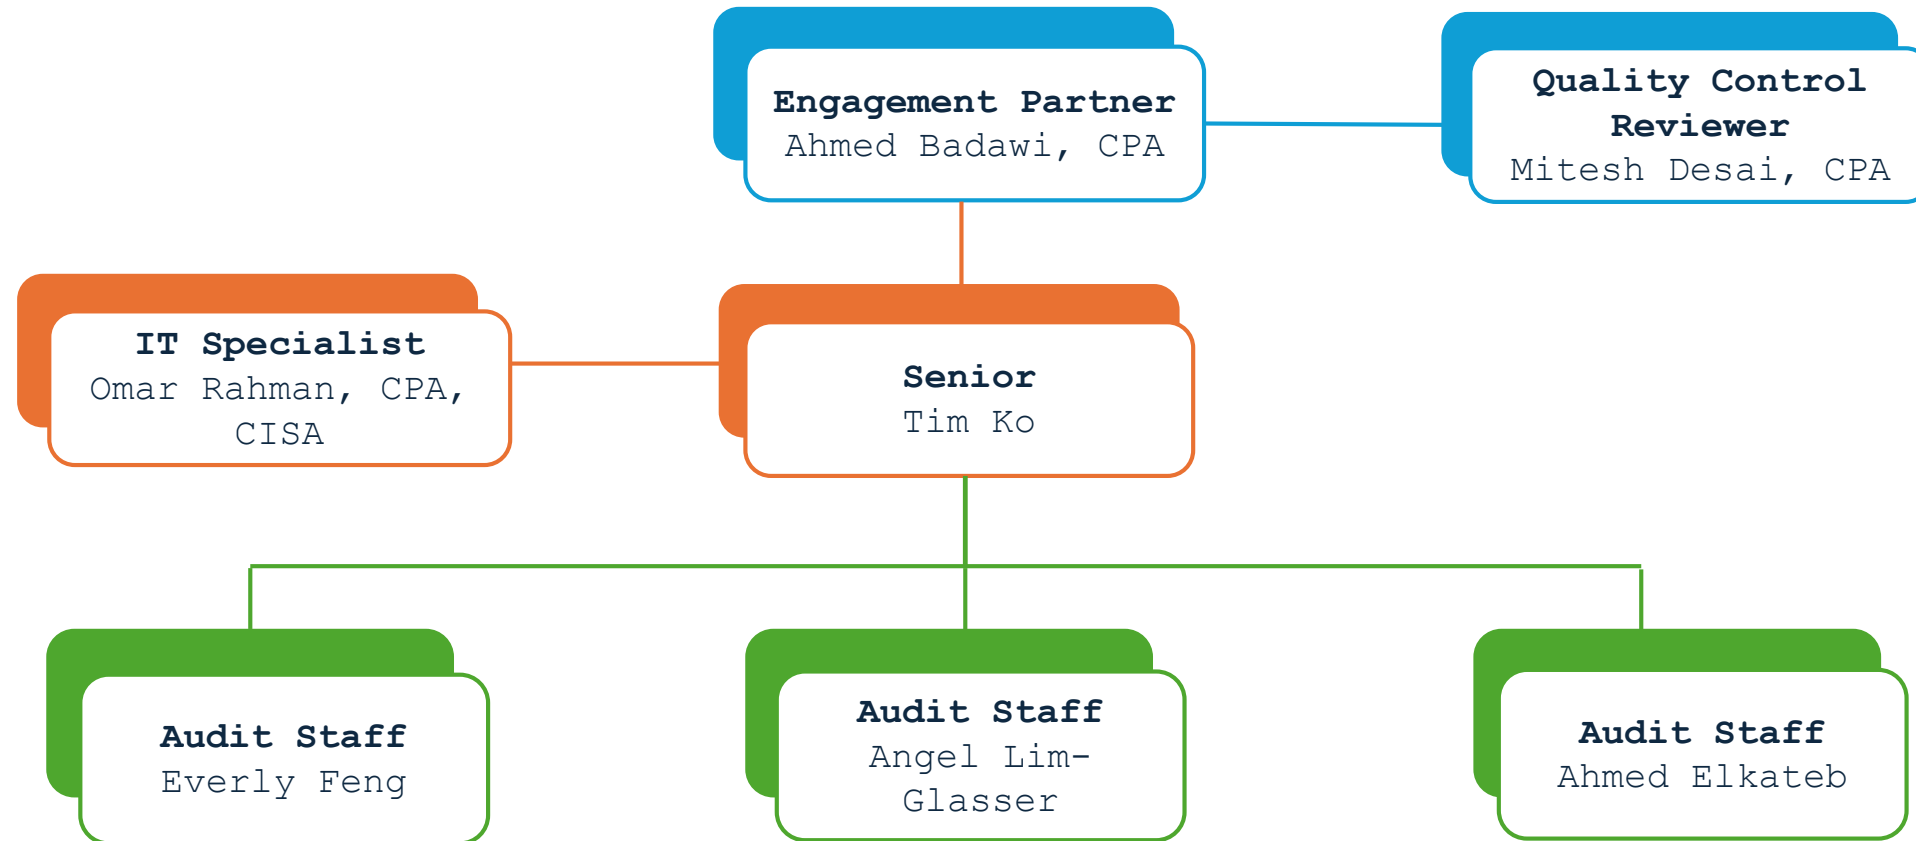 Engagement Partner
Ahmed Badawi, CPA
Quality Control
Reviewer
Mitesh Desai, CPA
IT Specialist
Omar Rahman, CPA,
CISA
Senior
Tim Ko
Audit Staff
Everly Feng
Audit Staff
Angel Lim-
Glasser
Audit Staff
Ahmed Elkateb